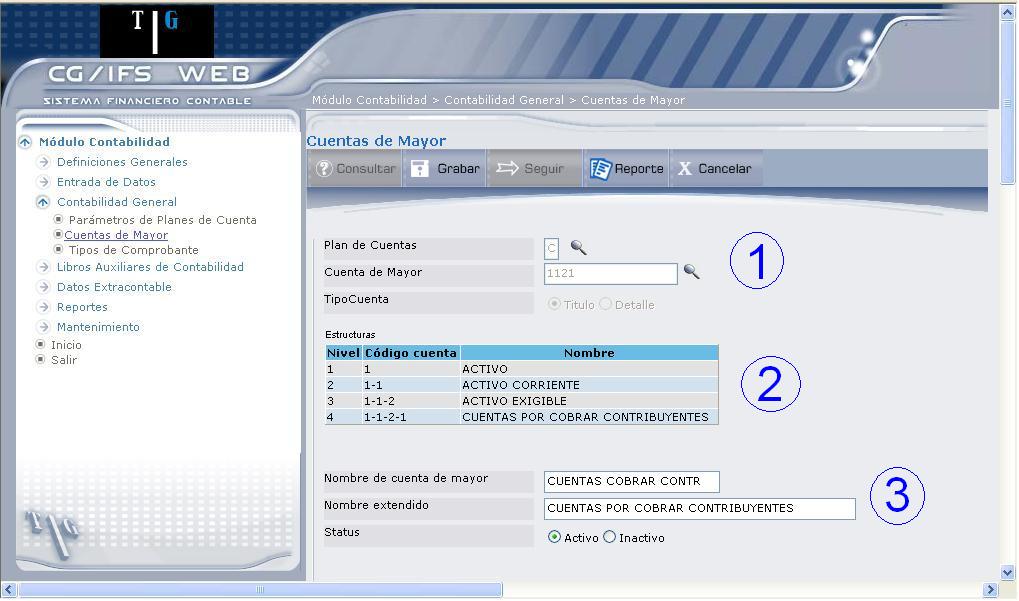 T G
CG/IFS WEB
SISTEMA FINANCIERO CONTABLE
Módulo Contabilidad > Contabilidad General > Cuentas de Mayor
Módulo Contabilidad
Definiciones Generales
Entrada de Datos
Contabilidad General
Parámetros de Planes de Cuenta
Cuentas de Mayor
Tipos de Comprobante
Libros Auxiliares de Contabilidad
Datos Extracontable
Reportes
Mantenimiento
Inicio
Salir
T G
Cuentas de Mayor
Consultar Grabar Seguir Reporte X Cancelar
Plan de Cuentas C
Cuenta de Mayor 1121
TipoCuenta Titulo Detalle
1
Estructuras
Nivel Código cuenta Nombre
1 1 ACTIVO
2 1-1 ACTIVO CORRIENTE
3 1-1-2 ACTIVO EXIGIBLE
4 1-1-2-1 CUENTAS POR COBRAR CONTRIBUYENTES
2
Nombre de cuenta de mayor CUENTAS COBRAR CONTR
Nombre extendido CUENTAS POR COBRAR CONTRIBUYENTES
Status Activo Inactivo
3